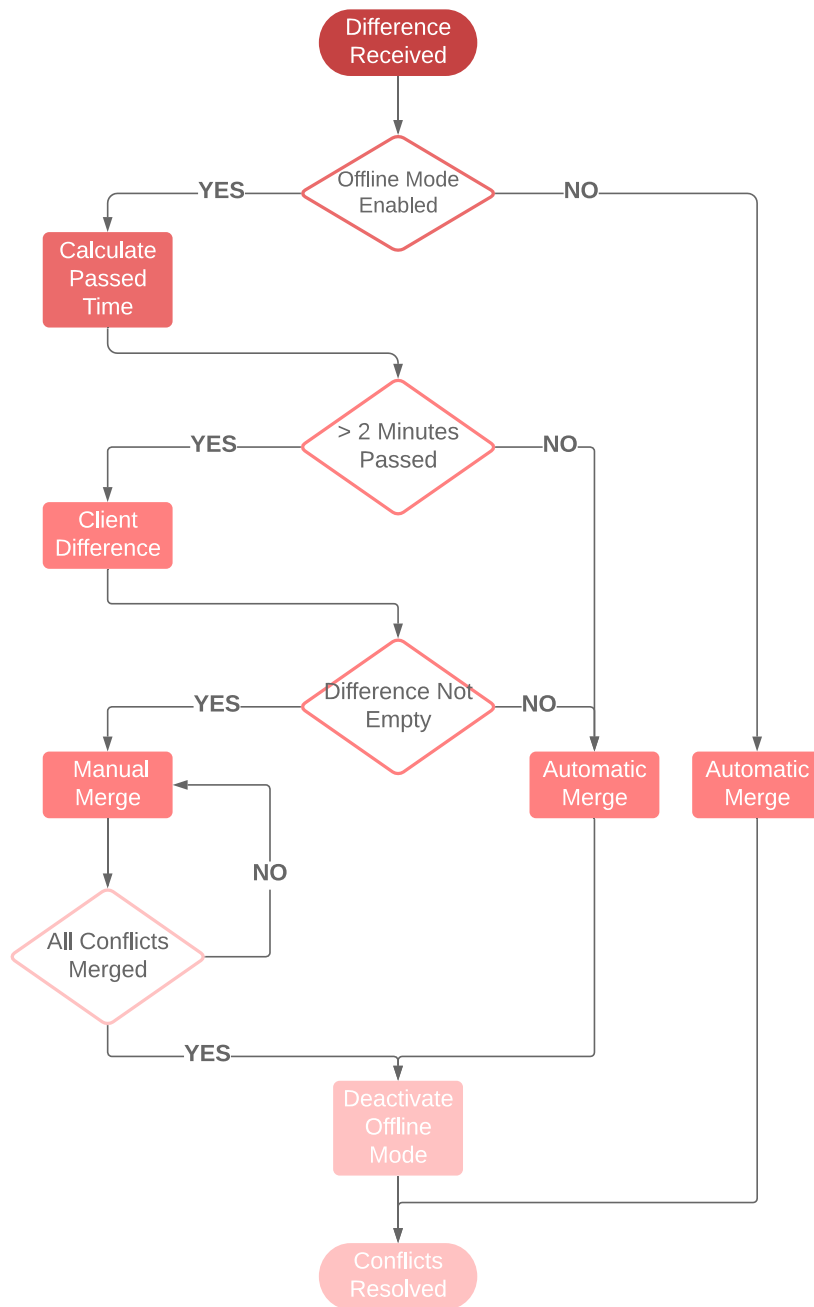 Difference
Received
Offline Mode
Enabled
YES
NO
Calculate
Passed
Time
> 2 Minutes
Passed
YES
NO
Client
Difference
Difference Not
Empty
YES
NO
Manual
Merge
Automatic
Merge
Automatic
Merge
NO
All Conflicts
Merged
YES
Deactivate
Offline
Mode
Conflicts
Resolved